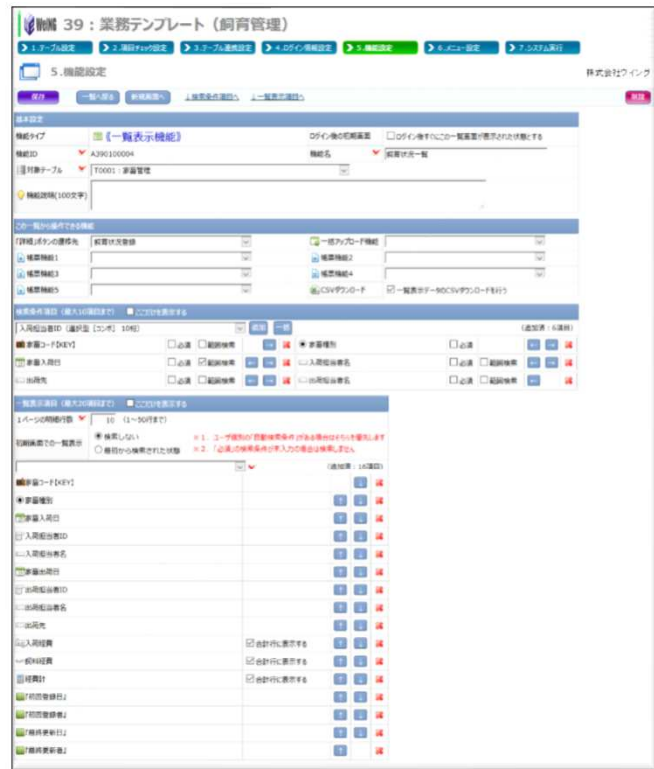 WaWiNG 39：業務テンプレート（飼育管理）
1.テーブル設定 2.項目チェック設定 3.テーブル連携設定 4.ログイン情報設定 5.機能設定 6.メニュー設定 7.システム実行
5.機能設定 株式会社ウイング
保存 一覧へ戻る 新規画面へ ↓検索条件項目へ ↓一覧表示項目へ 削除
基本設定
機能タイプ 《一覧表示機能》 ログイン後の初期画面 ログイン後すぐにこの一覧画面が表示された状態とする
機能ID A390100004 機能名 飼育状況一覧
対象テーブル T0001：家畜管理
機能説明(100文字)
この一覧から操作できる機能
「詳細」ボタンの遷移先 飼育状況登録 一括アップロード機能
帳票機能1 帳票機能2
帳票機能3 帳票機能4
帳票機能5 CSVダウンロード 一覧表示データのCSVダウンロードを行う
検索条件項目（最大10項目まで） ここだけを表示する
入荷担当者ID（選択型［コンボ］ 10桁） 追加 一括 （追加済：6項目）
家畜コード[KEY] 必須 範囲検索 家畜種別 必須
家畜入荷日 必須 範囲検索 入荷担当者名 必須 範囲検索
出荷先 必須 範囲検索 出荷担当者名 必須 範囲検索
一覧表示項目（最大20項目まで） ここだけを表示する
1ページの明細行数 10 （1～50行まで）
初期画面での一覧表示 検索しない ※１．ユーザ種別の「自動検索条件」がある場合はそちらを優先します
最初から検索された状態 ※２．「必須」の検索条件が未入力の場合は検索しません
（追加済：16項目）
家畜コード[KEY]
家畜種別
家畜入荷日
入荷担当者ID
入荷担当者名
家畜出荷日
出荷担当者ID
出荷担当者名
出荷先
入荷経費 合計行に表示する
飼料経費 合計行に表示する
経費計 合計行に表示する
『初回登録日』
『初回登録者』
『最終更新日』
『最終更新者』